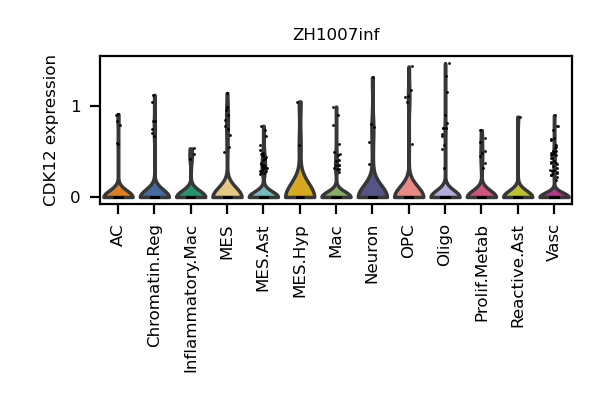 ZH1007inf
CDK12 expression
1
0
AC
Chromatin.Reg
Inflammatory.Mac
MES
MES.Ast
MES.Hyp
Mac
Neuron
OPC
Oligo
Prolif.Metab
Reactive.Ast
Vasc